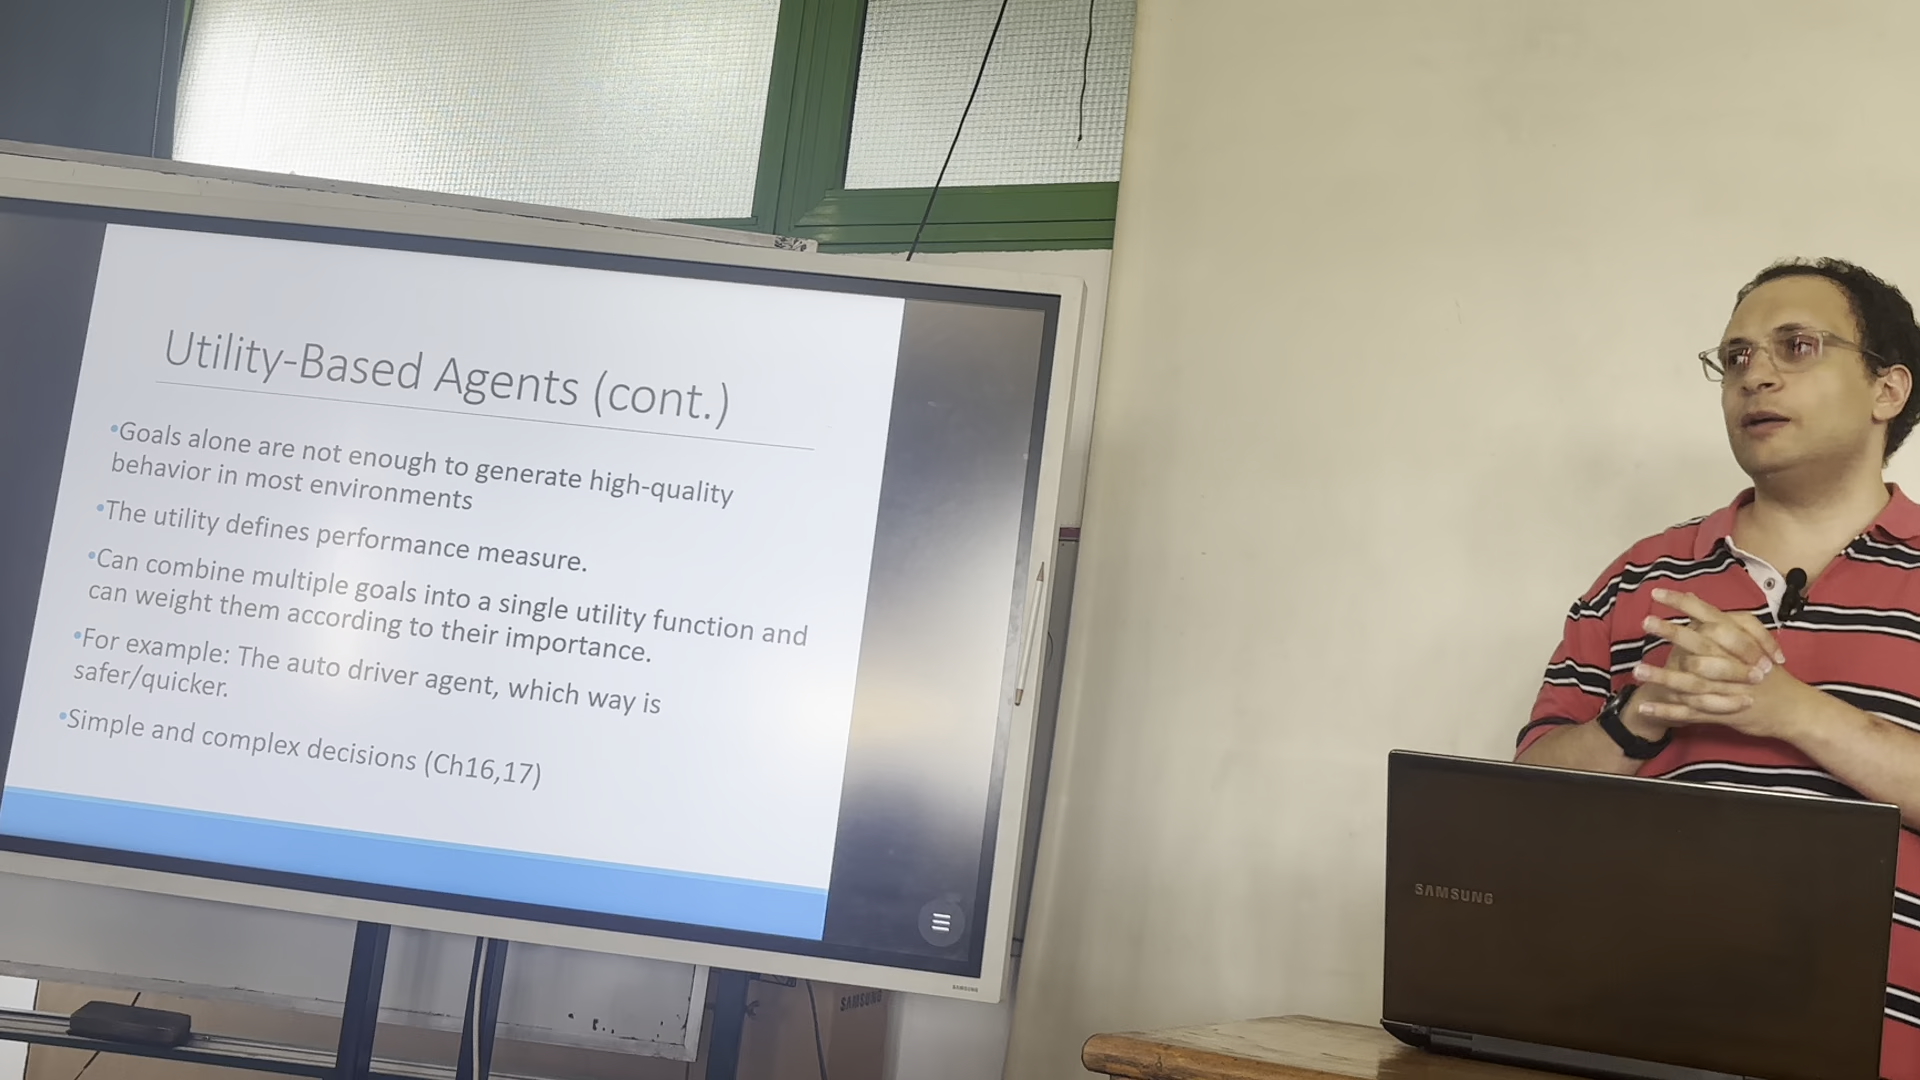 Utility-Based Agents (cont.)
•Goals alone are not enough to generate high-quality
behavior in most environments
•The utility defines performance measure.
•Can combine multiple goals into a single utility function and
can weight them according to their importance.
•For example: The auto driver agent, which way is
safer/quicker.
•Simple and complex decisions (Ch16,17)
SAMSUNG
SAMSUNG
SAMSUNG